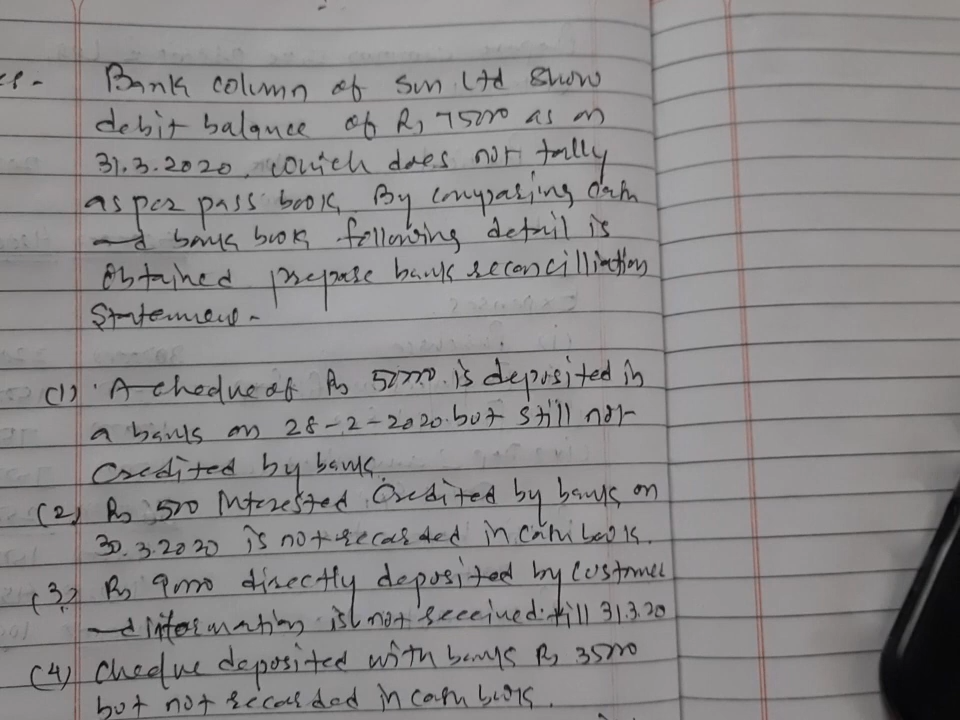 Bank column of Sun Ltd Show
debit balance of Rs 75000 as on
31.3.2020, which does not tally
as per pass book, By comparing cash
and bank book following detail is
obtained prepare bank reconcilliation
Statement-
(1) A cheque of Rs 50000 is deposited in
a bank on 28-2-2020 but still not
Credited by bank.
(2) Rs 500 Interested Credited by bank on
30.3.2020 is not recorded in cash book.
(3) Rs 9000 directly deposited by customer
and information is not received till 31.3.20
(4) Cheque deposited with bank Rs 35000
but not recorded in cash book.